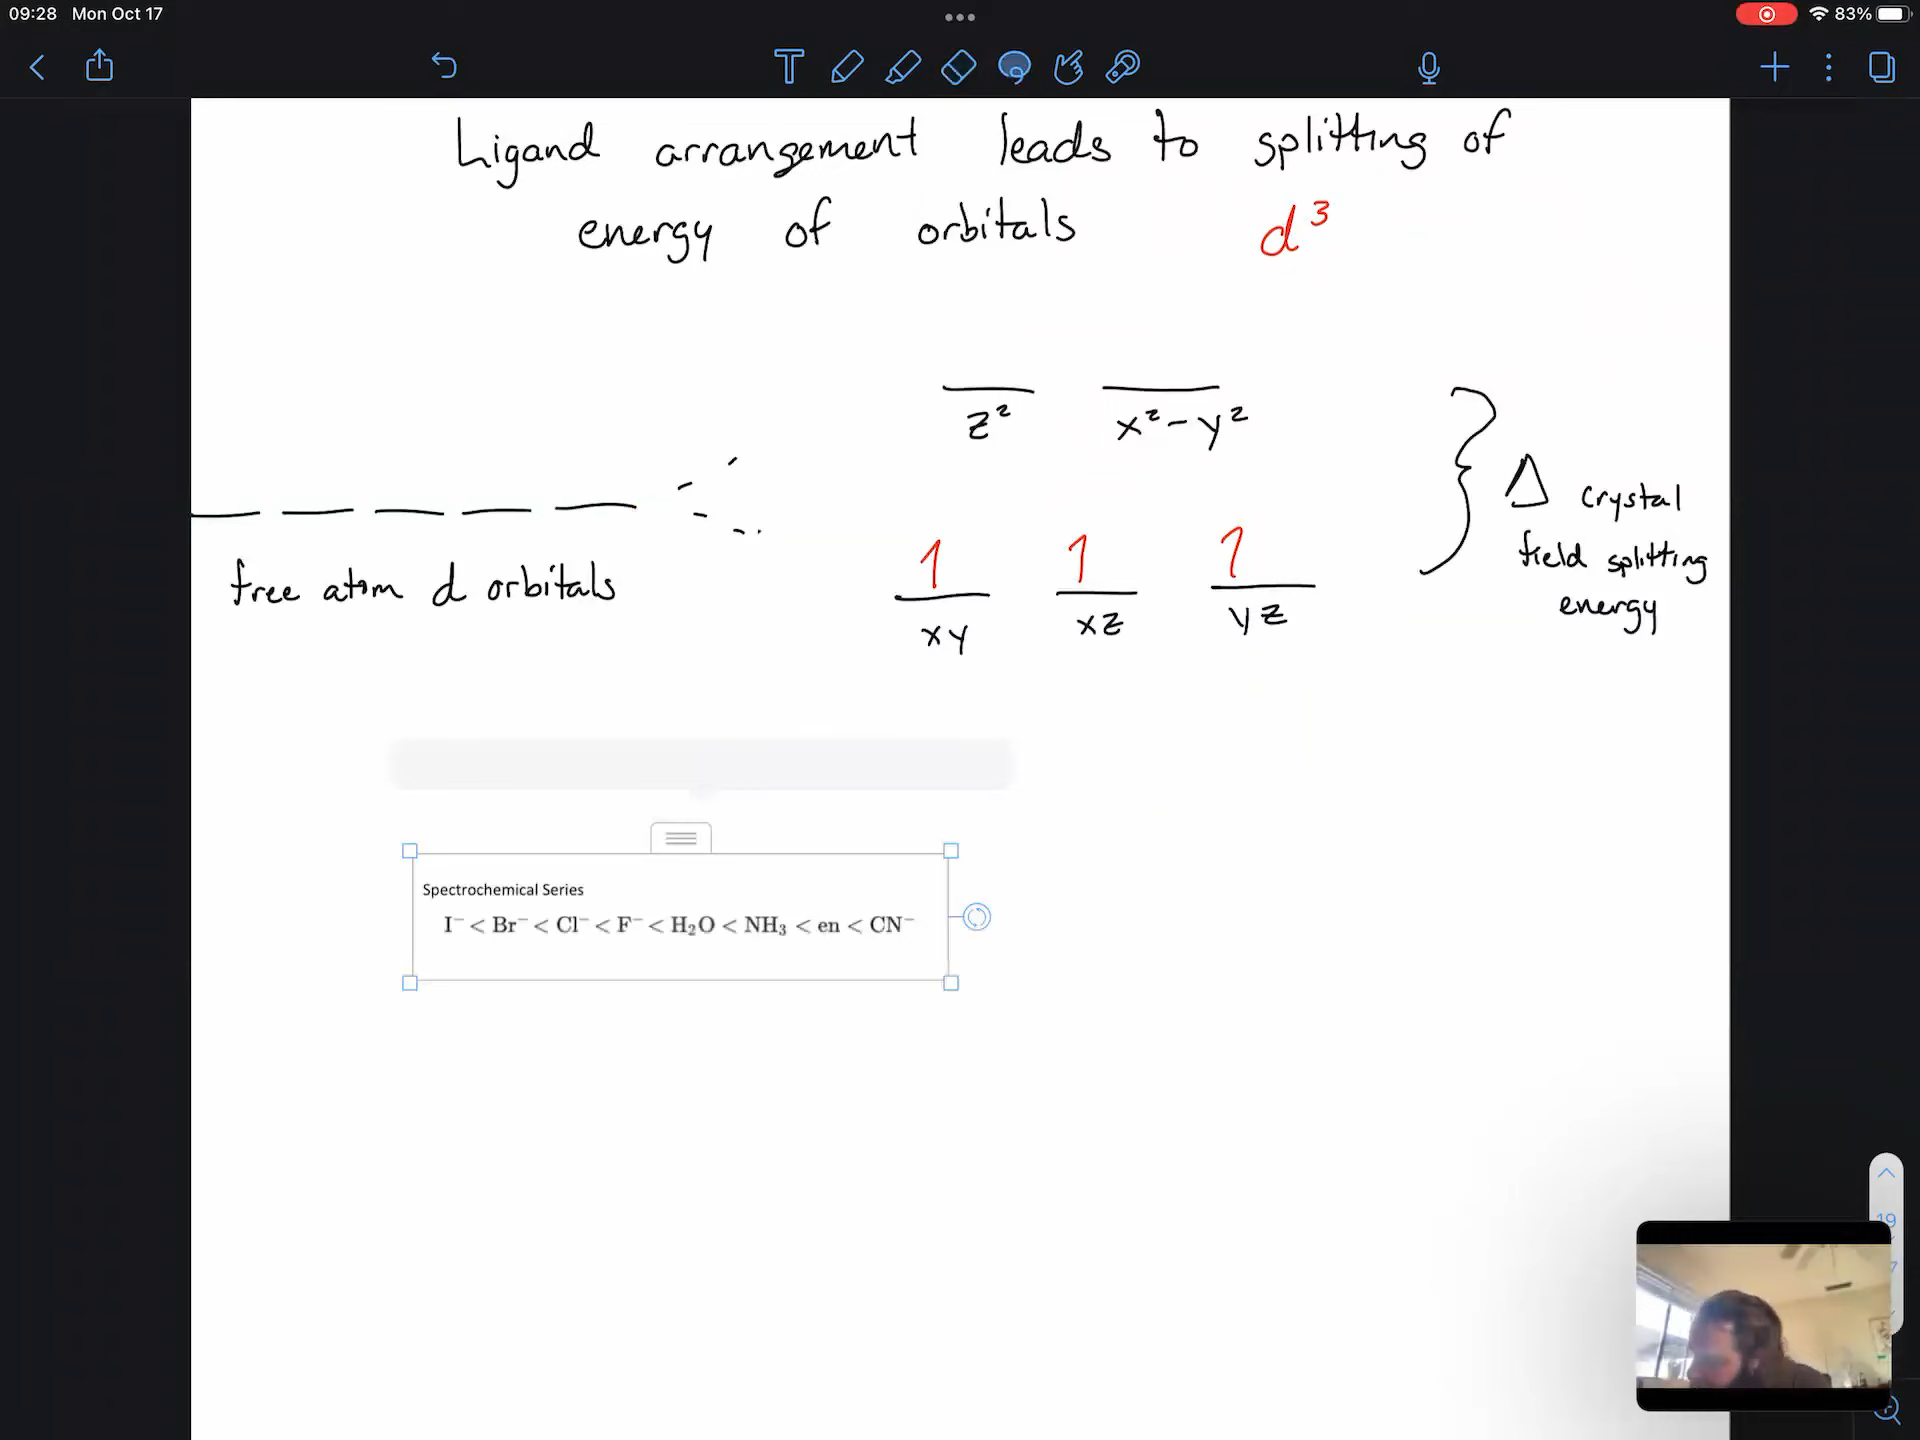 09:28 Mon Oct 17
83%
Ligand arrangement leads to splitting of
energy of orbitals d³
z² x²-y²
Δ crystal
field splitting
energy
free atom d orbitals
1 1 1
xy xz yz
Spectrochemical Series
I⁻ < Br⁻ < Cl⁻ < F⁻ < H₂O < NH₃ < en < CN⁻
19